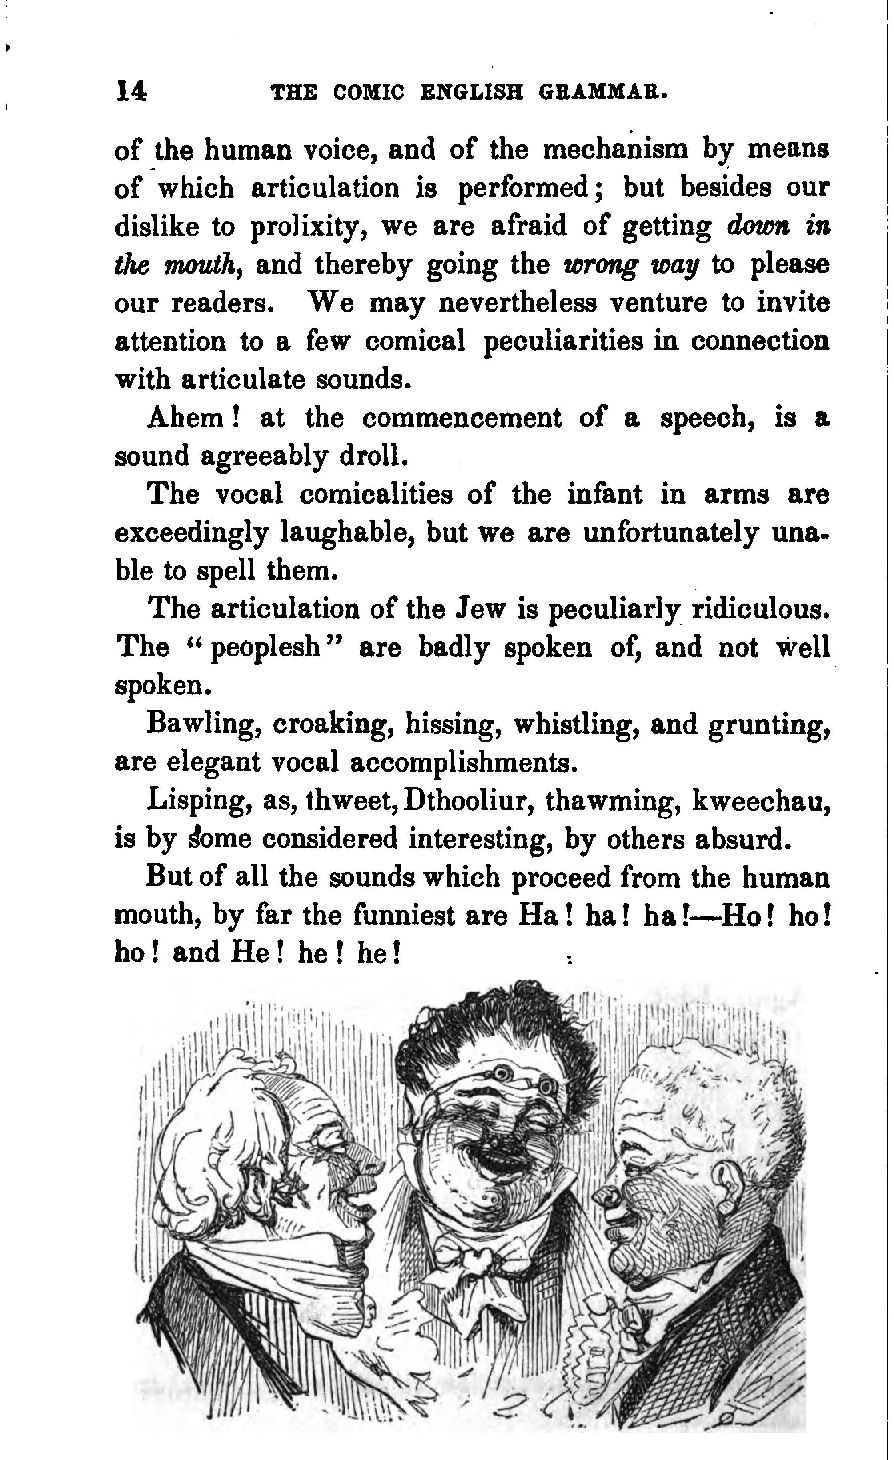 14 THE COMIC ENGLISH GRAMMAR.
of the human voice, and of the mechanism by means
of which articulation is performed; but besides our
dislike to prolixity, we are afraid of getting down in
the mouth, and thereby going the wrong way to please
our readers. We may nevertheless venture to invite
attention to a few comical peculiarities in connection
with articulate sounds.
Ahem! at the commencement of a speech, is a
sound agreeably droll.
The vocal comicalities of the infant in arms are
exceedingly laughable, but we are unfortunately una-
ble to spell them.
The articulation of the Jew is peculiarly ridiculous.
The “peoplesh” are badly spoken of, and not well
spoken.
Bawling, croaking, hissing, whistling, and grunting,
are elegant vocal accomplishments.
Lisping, as, thweet, Dthooliur, thawming, kweechau,
is by some considered interesting, by others absurd.
But of all the sounds which proceed from the human
mouth, by far the funniest are Ha! ha! ha!—Ho! ho!
ho! and He! he! he!